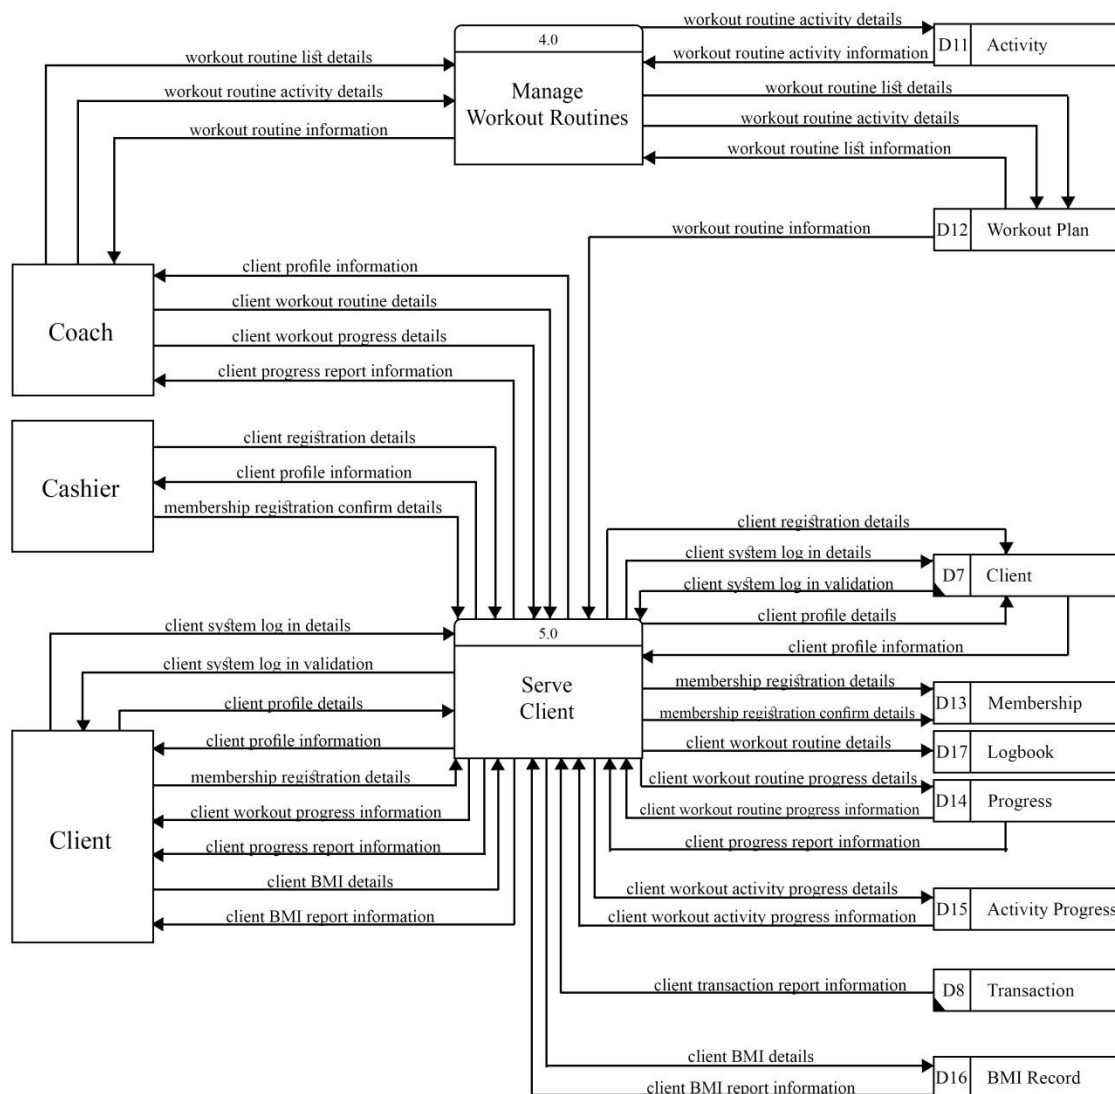 workout routine activity details
4.0
D11 Activity
workout routine activity information
workout routine list details
Manage
Workout Routines
workout routine list details
workout routine activity details
workout routine activity details
workout routine information
workout routine list information
D12 Workout Plan
workout routine information
client profile information
Coach
client workout routine details
client workout progress details
client progress report information
client registration details
Cashier
client profile information
membership registration confirm details
client registration details
client system log in details
D7 Client
client system log in validation
client profile details
client system log in details
5.0
client profile information
client system log in validation
Serve
Client
membership registration details
D13 Membership
client profile details
membership registration confirm details
client profile information
client workout routine details
D17 Logbook
membership registration details
client workout routine progress details
D14 Progress
client workout progress information
client workout routine progress information
Client
client progress report information
client progress report information
client BMI details
client workout activity progress details
D15 Activity Progress
client BMI report information
client workout activity progress information
client transaction report information
D8 Transaction
client BMI details
D16 BMI Record
client BMI report information